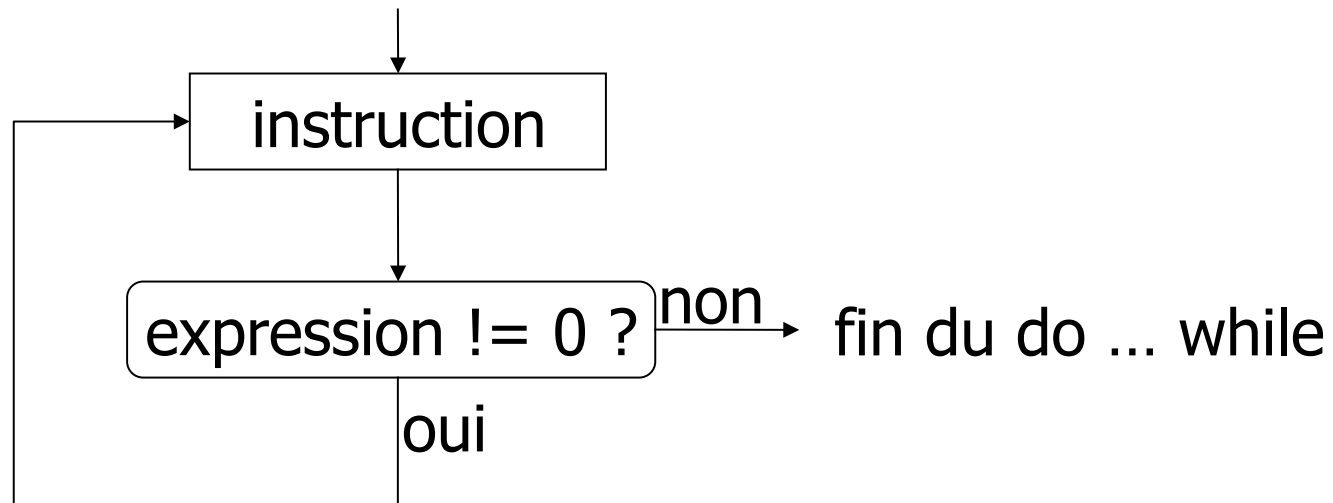 instruction
expression != 0 ?
non
fin du do ... while
oui